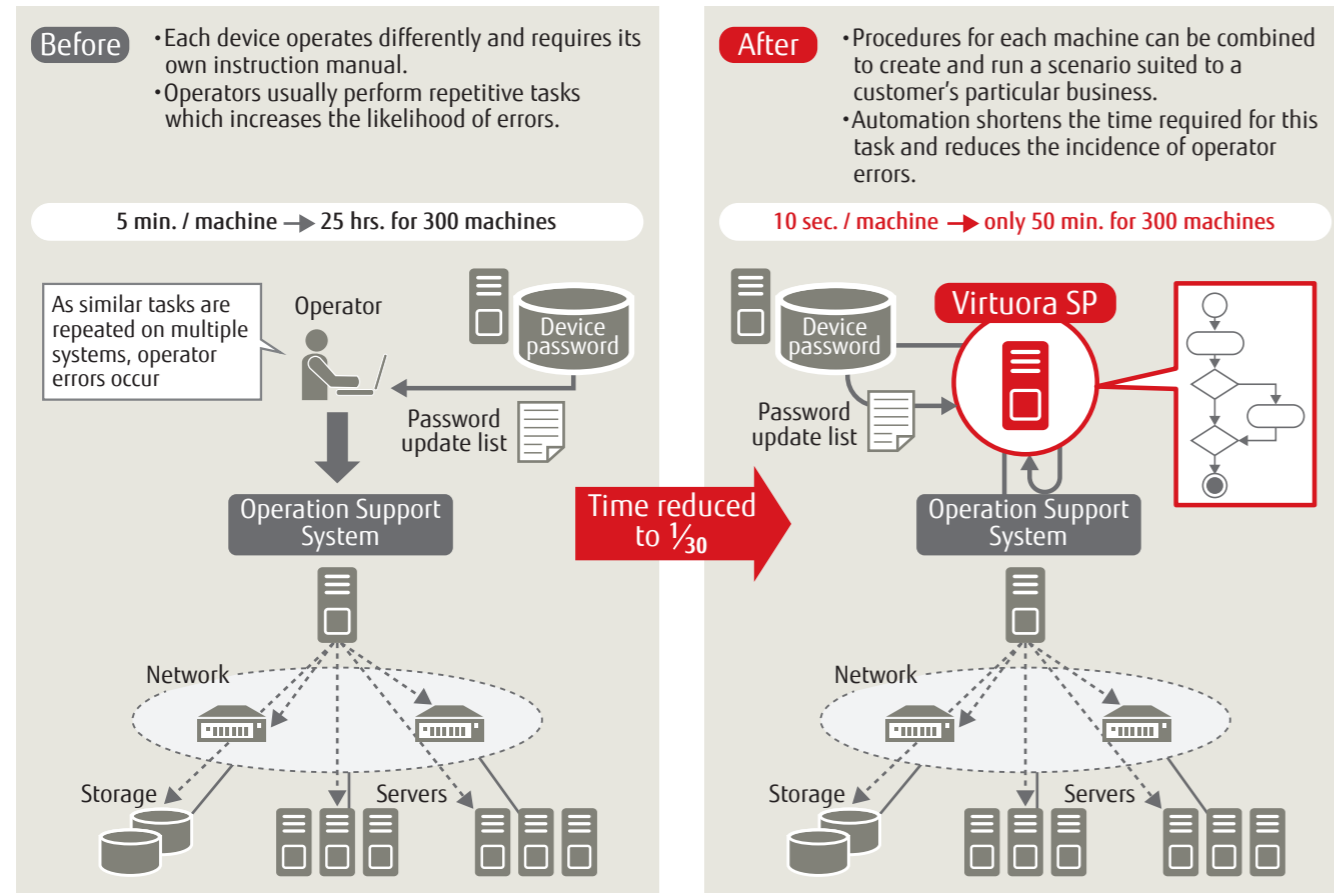 Before
・Each device operates differently and requires its
own instruction manual.
・Operators usually perform repetitive tasks
which increases the likelihood of errors.
5 min. / machine → 25 hrs. for 300 machines
As similar tasks are
repeated on multiple
systems, operator
errors occur
Operator
Device
password
Password
update list
Operation Support
System
Network
Storage
Servers
Time reduced
to 1/30
After
・Procedures for each machine can be combined
to create and run a scenario suited to a
customer's particular business.
・Automation shortens the time required for this
task and reduces the incidence of operator
errors.
10 sec. / machine → only 50 min. for 300 machines
Device
password
Virtuora SP
Password
update list
Operation Support
System
Network
Storage
Servers